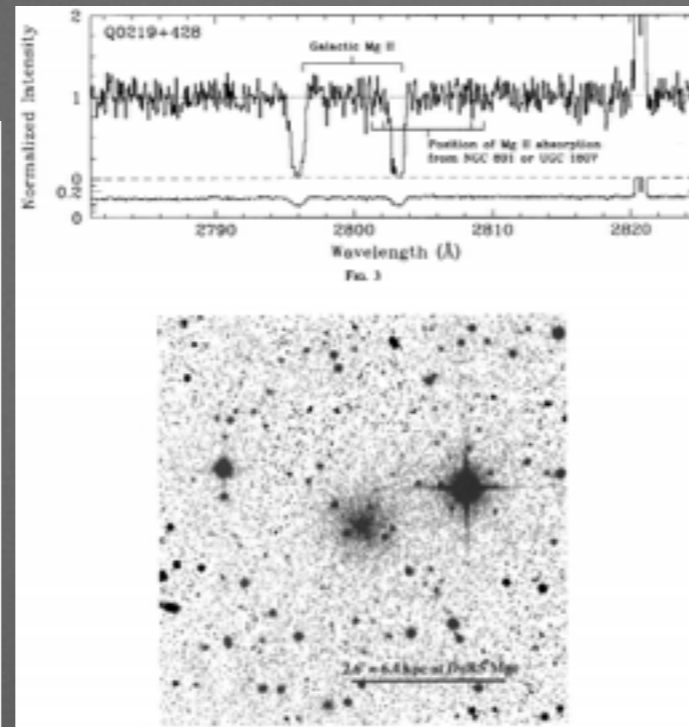 Q0219+428
Galactic Mg II
Normalized Intensity
2
1
0
0.2
0
Position of Mg II absorption
from NGC 891 or UGC 1807
2790 2800 2810 2820
Wavelength (Å)
FIG. 3